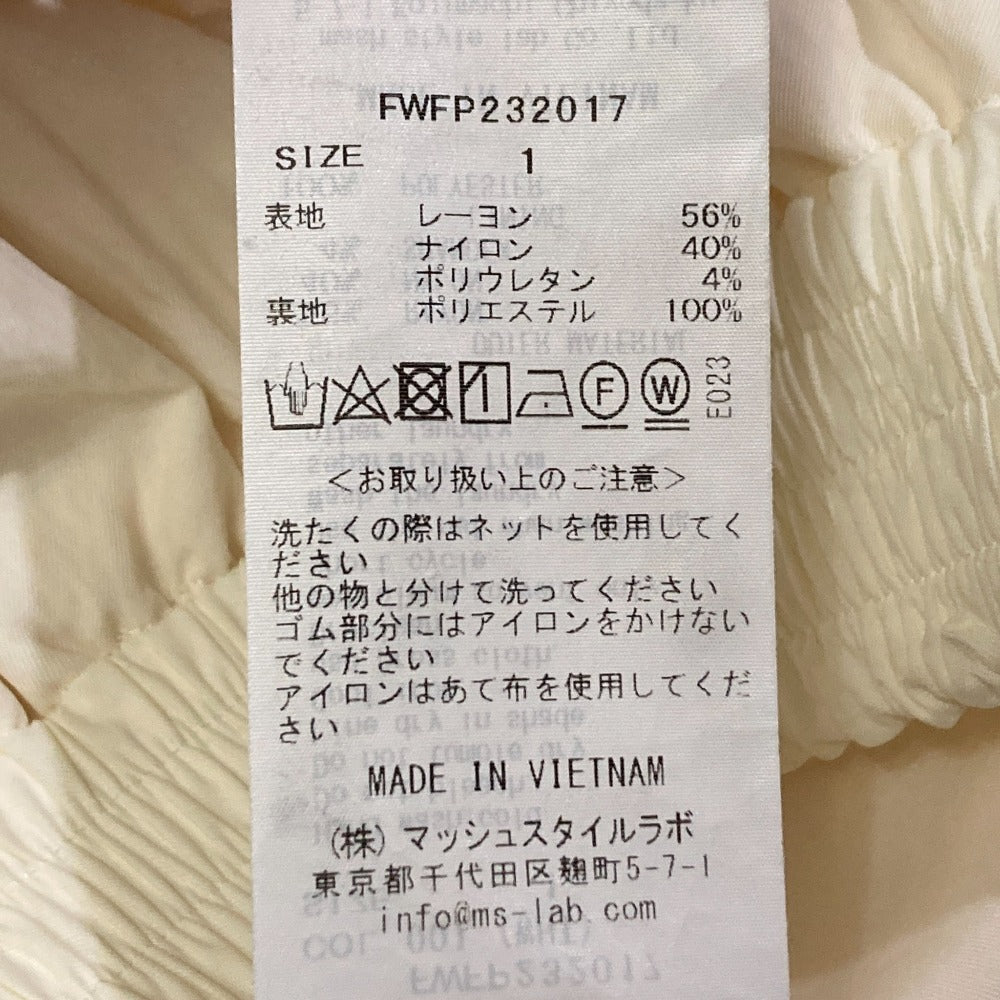 FWFP232017
SIZE 1
表地 レーヨン 56%
ナイロン 40%
ポリウレタン 4%
裏地 ポリエステル 100%
F W E023
<お取り扱い上のご注意>
洗たくの際はネットを使用してく
ださい
他の物と分けて洗ってください
ゴム部分にはアイロンをかけない
でください
アイロンはあて布を使用してくだ
さい
MADE IN VIETNAM
(株) マッシュスタイルラボ
東京都千代田区麹町5-7-1
info@ms-lab.com